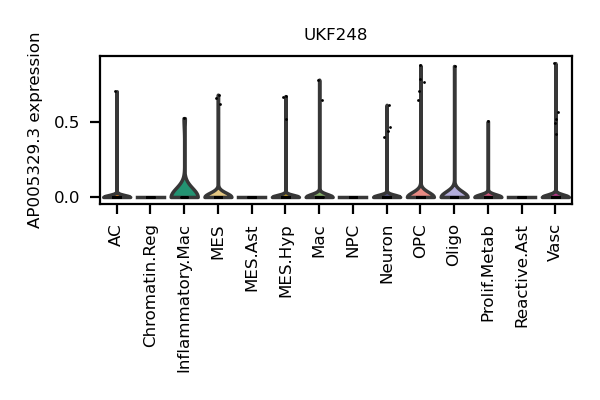 UKF248
AP005329.3 expression
0.5
0.0
AC
Chromatin.Reg
Inflammatory.Mac
MES
MES.Ast
MES.Hyp
Mac
NPC
Neuron
OPC
Oligo
Prolif.Metab
Reactive.Ast
Vasc